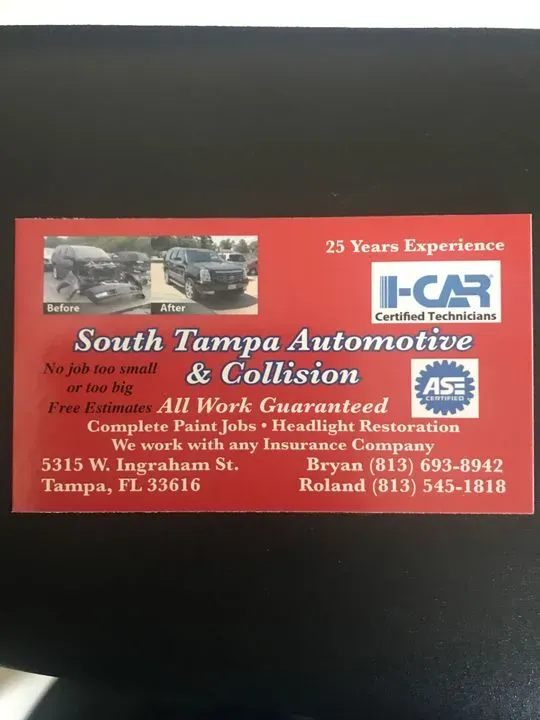 25 Years Experience
Before
After
I-CAR
Certified Technicians
South Tampa Automotive
& Collision
No job too small
or too big
Free Estimates
All Work Guaranteed
ASE
CERTIFIED
Complete Paint Jobs • Headlight Restoration
We work with any Insurance Company
5315 W. Ingraham St.
Tampa, FL 33616
Bryan (813) 693-8942
Roland (813) 545-1818